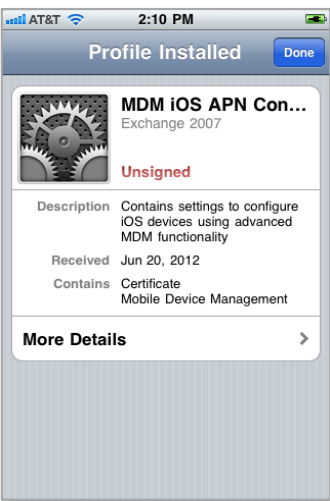 AT&T 2:10 PM
Profile Installed Done
MDM iOS APN Con...
Exchange 2007
Unsigned
Description Contains settings to configure
iOS devices using advanced
MDM functionality
Received Jun 20, 2012
Contains Certificate
Mobile Device Management
More Details